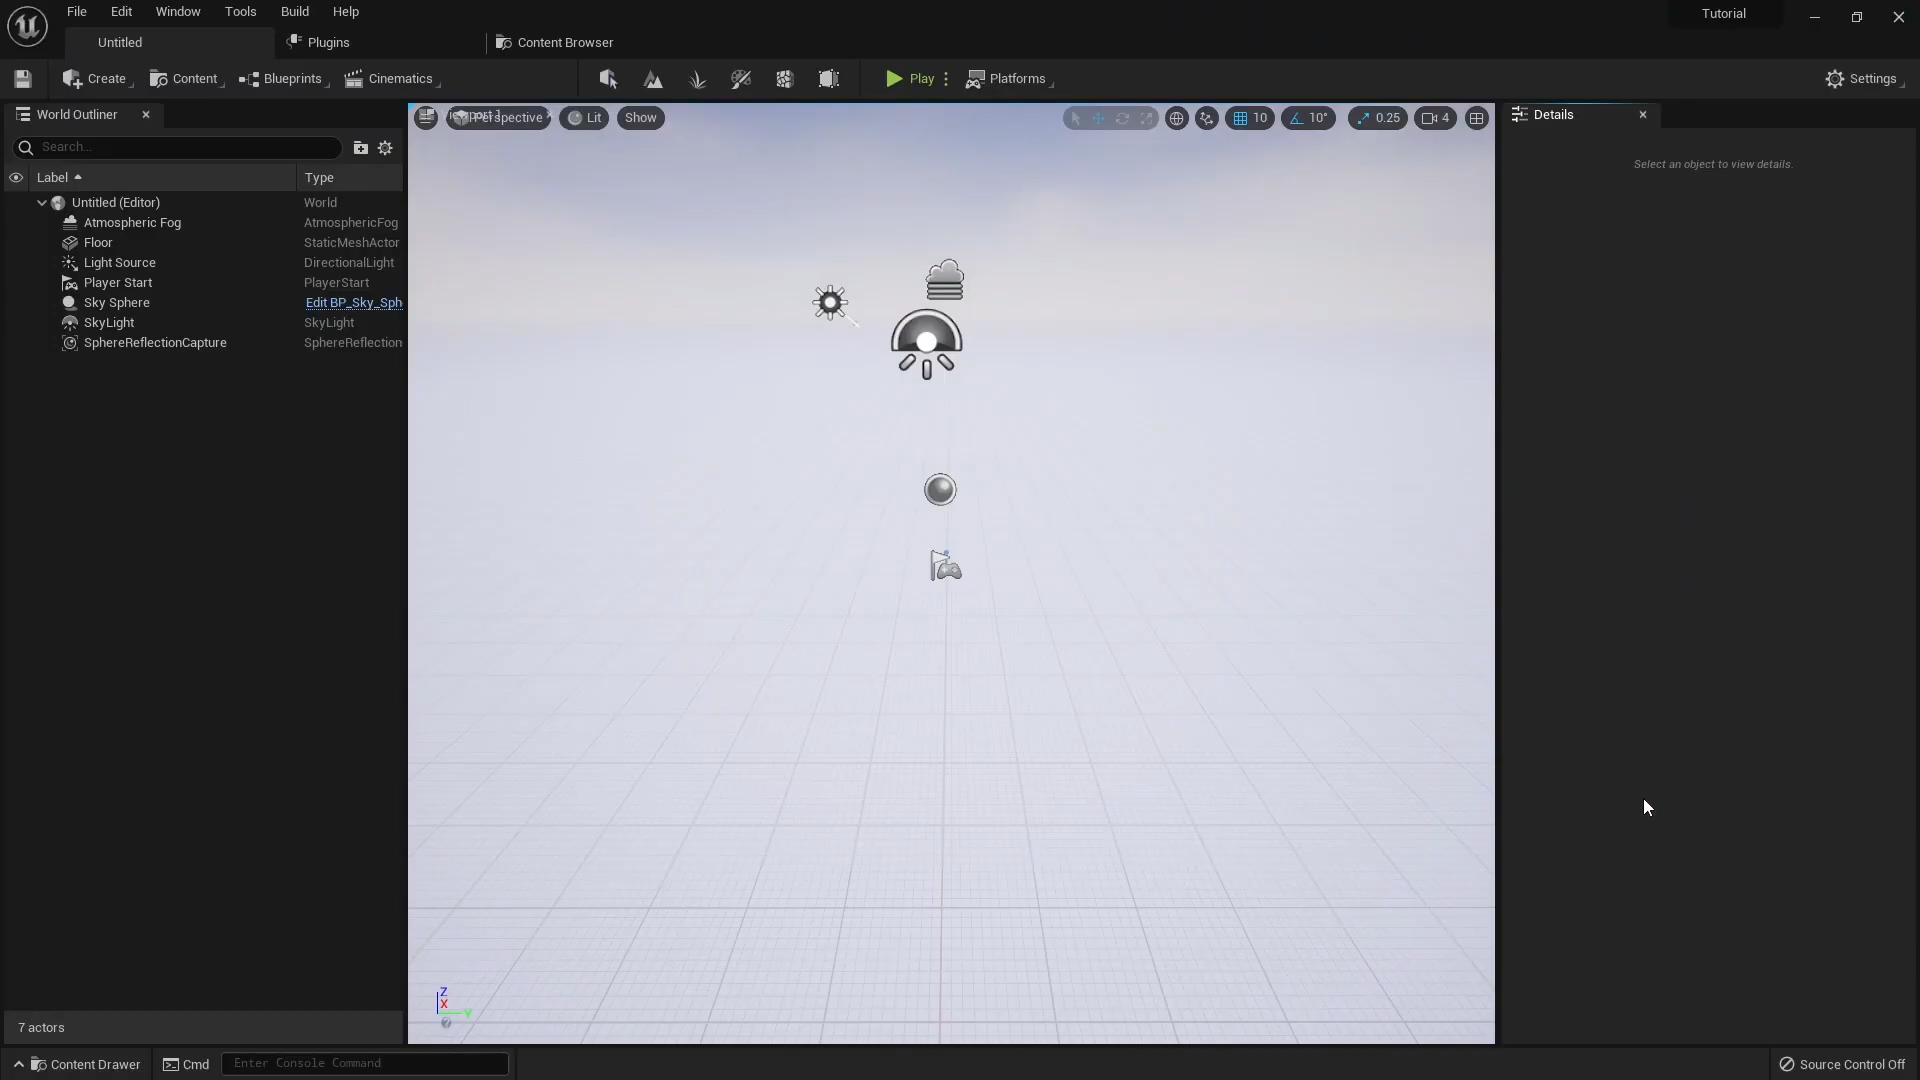 File Edit Window Tools Build Help
Tutorial
Untitled
Plugins
Content Browser
Create
Content
Blueprints
Cinematics
Play
Platforms
Settings
World Outliner
Search...
Label
Type
Untitled (Editor) World
Atmospheric Fog AtmosphericFog
Floor StaticMeshActor
Light Source DirectionalLight
Player Start PlayerStart
Sky Sphere Edit BP_Sky_Sph
SkyLight SkyLight
SphereReflectionCapture SphereReflection
7 actors
Perspective
Lit
Show
10
10°
0.25
4
Z
X
Y
Details
Select an object to view details.
Content Drawer
Cmd
Enter Console Command
Source Control Off